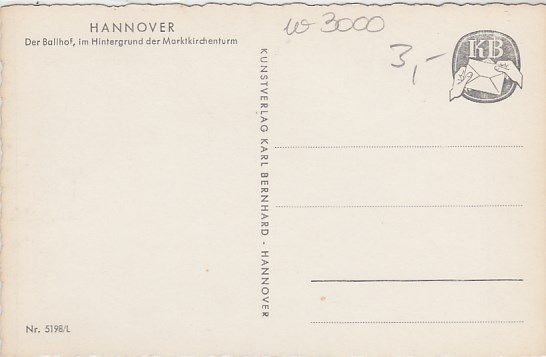 HANNOVER
Der Ballhof, im Hintergrund der Marktkirchenturm
w 3000
3,-
KB
KUNSTVERLAG KARL BERNHARD - HANNOVER
Nr. 5198/L